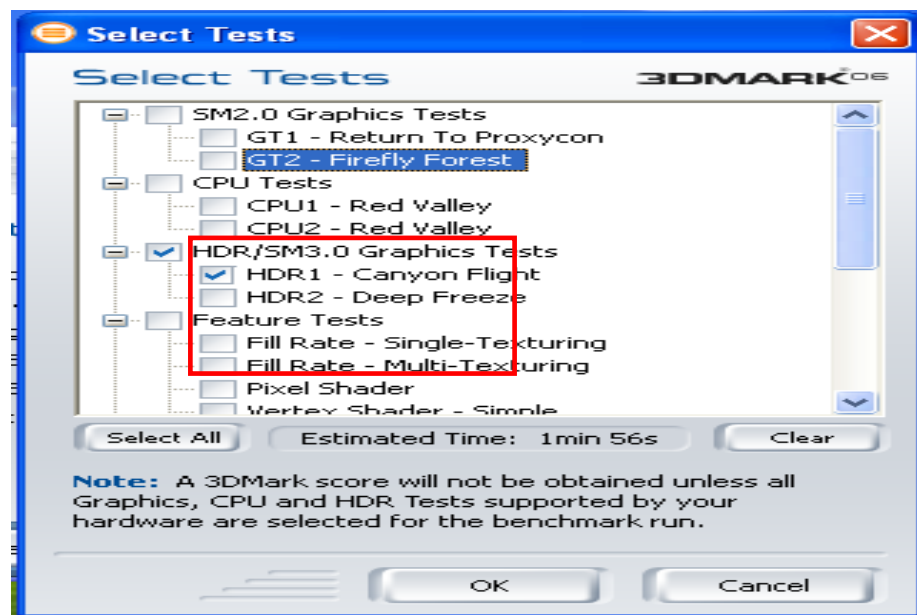 Select Tests
Select Tests 3DMARK®06
SM2.0 Graphics Tests
GT1 - Return To Proxycon
GT2 - Firefly Forest
CPU Tests
CPU1 - Red Valley
CPU2 - Red Valley
HDR/SM3.0 Graphics Tests
HDR1 - Canyon Flight
HDR2 - Deep Freeze
Feature Tests
Fill Rate - Single-Texturing
Fill Rate - Multi-Texturing
Pixel Shader
Vertex Shader - Simple
Select All Estimated Time: 1min 56s Clear
Note: A 3DMark score will not be obtained unless all
Graphics, CPU and HDR Tests supported by your
hardware are selected for the benchmark run.
OK Cancel